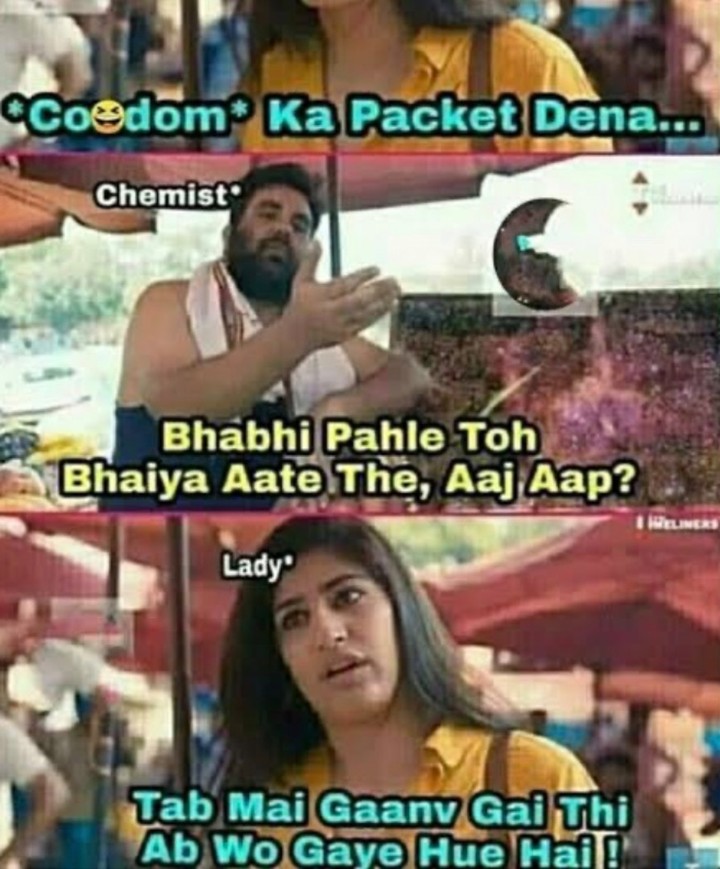 *Co😆dom* Ka Packet Dena...
Chemist*
Bhabhi Pahle Toh
Bhaiya Aate The, Aaj Aap?
Lady*
Tab Mai Gaanv Gai Thi
Ab Wo Gaye Hue Hai !